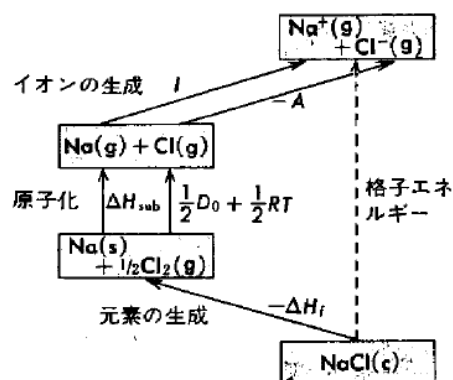 Na⁺(g)
+Cl⁻(g)
イオンの生成
I
−A
Na(g)+Cl(g)
原子化
ΔH_sub
½D₀+½RT
格子エネ
ルギー
Na(s)
+½Cl₂(g)
元素の生成
−ΔH_f
NaCl(c)